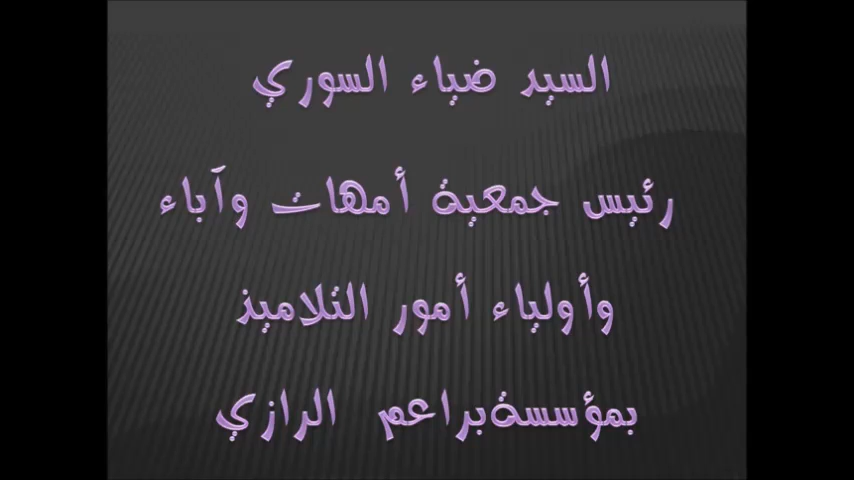 السيد ضياء السوري
رئيس جمعية أمهات وآباء
وأولياء أمور التلاميذ
بمؤسسةبراعم الرازي